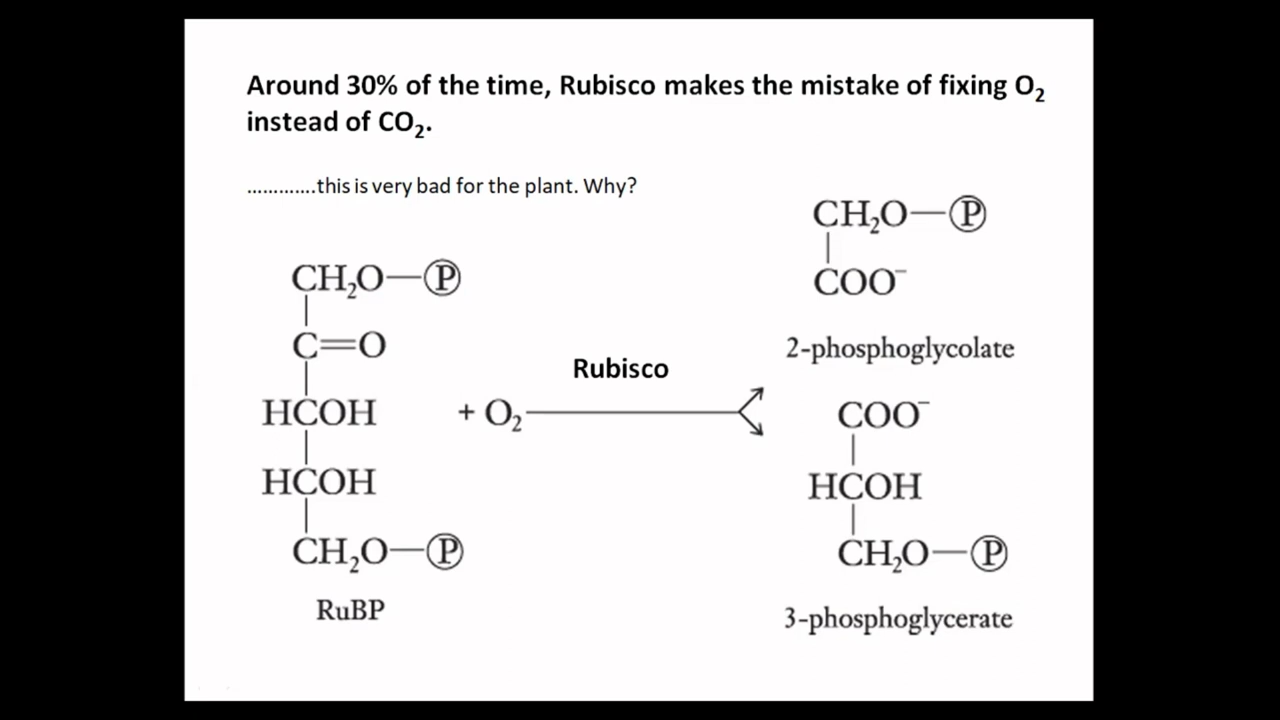 Around 30% of the time, Rubisco makes the mistake of fixing O₂
instead of CO₂.
.............this is very bad for the plant. Why?
CH₂O—Ⓟ
C=O
HCOH
HCOH
CH₂O—Ⓟ
RuBP
+ O₂
Rubisco
CH₂O—Ⓟ
COO⁻
2-phosphoglycolate
COO⁻
HCOH
CH₂O—Ⓟ
3-phosphoglycerate